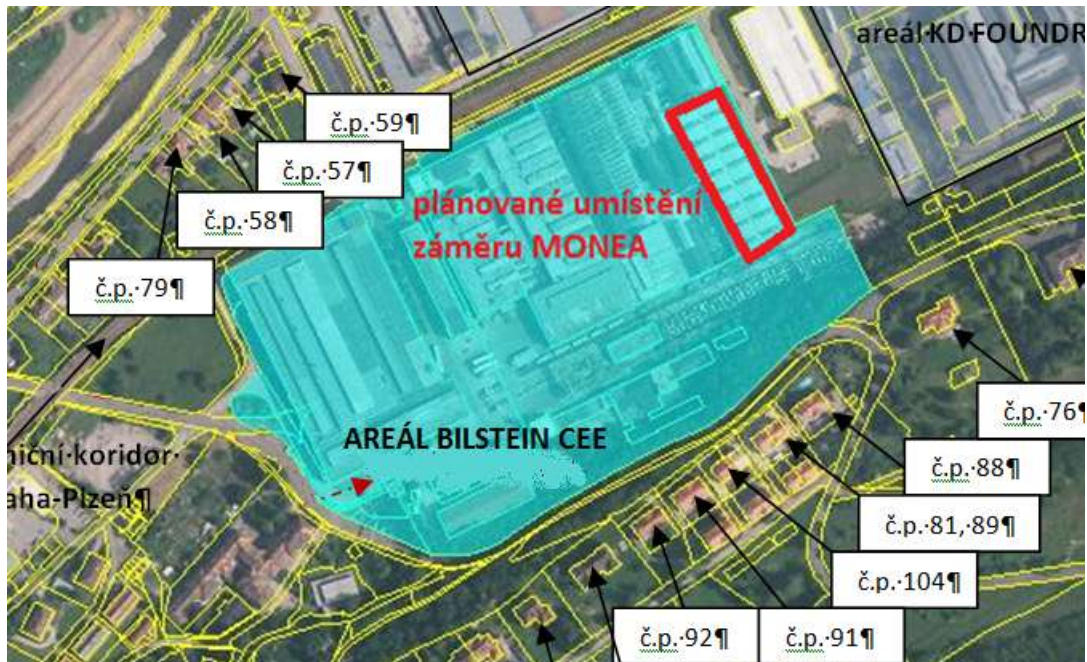 areál·KD·FOUNDR
č.p.·59¶
č.p.·57¶
č.p.·58¶
č.p.·79¶
plánované umístění
záměru MONEA
č.p.·76¶
AREÁL BILSTEIN CEE
č.p.·88¶
niční·koridor·
aha-Plzeň¶
č.p.·81,·89¶
č.p.·104¶
č.p.·92¶
č.p.·91¶